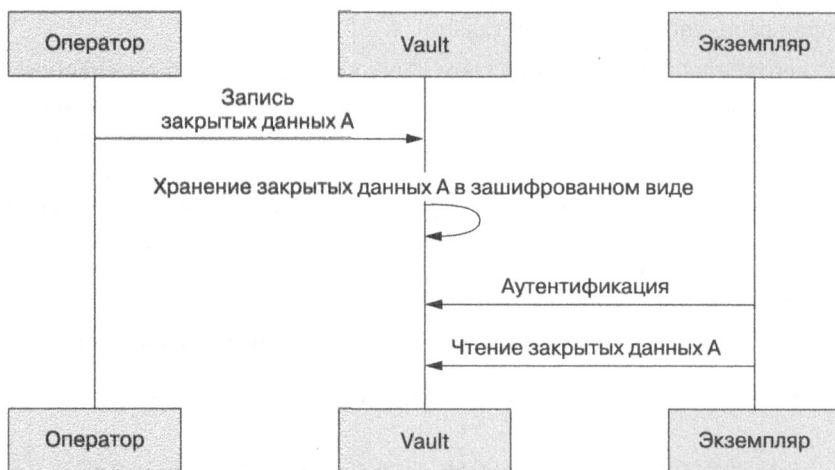 Оператор
Vault
Экземпляр
Запись
закрытых данных А
Хранение закрытых данных А в зашифрованном виде
Аутентификация
Чтение закрытых данных А
Оператор
Vault
Экземпляр